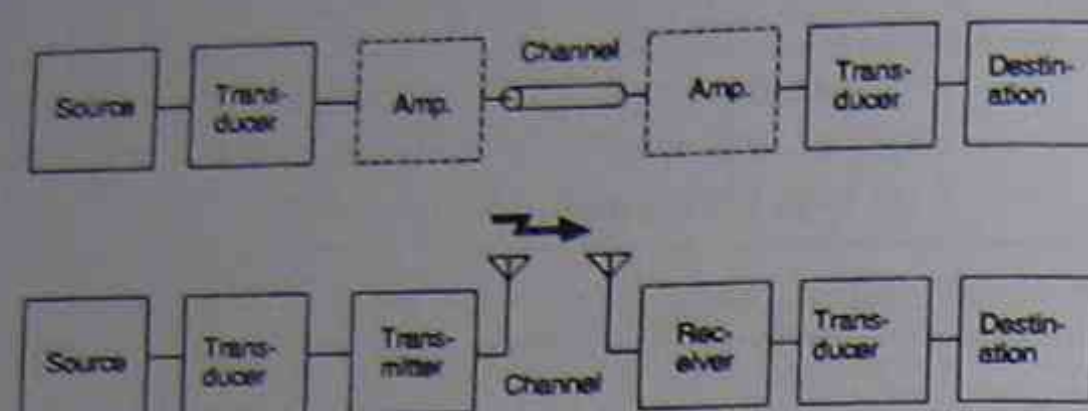 Source
Trans-
ducer
Amp.
Channel
Amp.
Trans-
ducer
Destin-
ation
Source
Trans-
ducer
Trans-
mitter
Channel
Rec-
eiver
Trans-
ducer
Destin-
ation